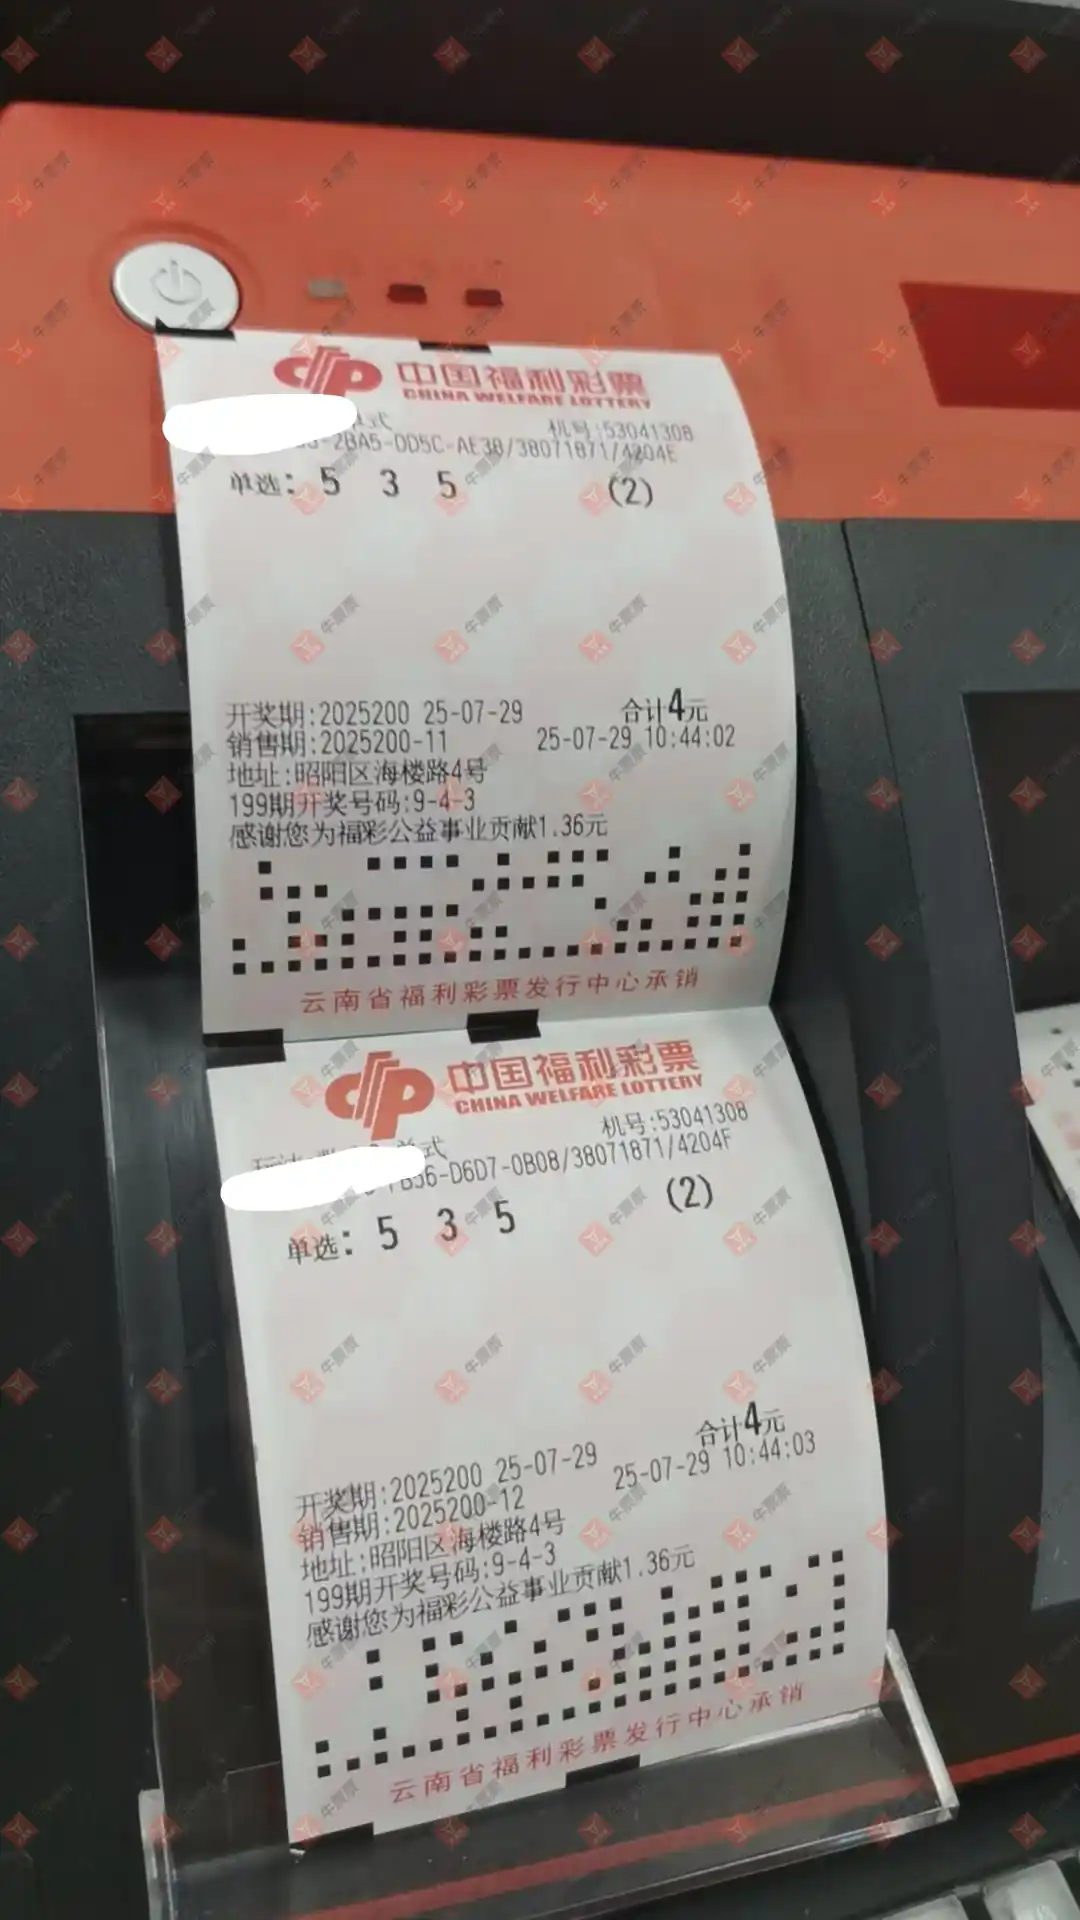 中国福利彩票
CHINA WELFARE LOTTERY
单式 机号:53041308
-2BA5-DD5C-AE38/38071871/4204E
单选: 5 3 5 (2)
开奖期:2025200 25-07-29 合计4元
销售期:2025200-11 25-07-29 10:44:02
地址:昭阳区海楼路4号
199期开奖号码:9-4-3
感谢您为福彩公益事业贡献1.36元
云南省福利彩票发行中心承销
中国福利彩票
CHINA WELFARE LOTTERY
单式 机号:53041308
-D6D7-0B08/38071871/4204F
单选: 5 3 5 (2)
合计4元
开奖期:2025200 25-07-29 25-07-29 10:44:03
销售期:2025200-12
地址:昭阳区海楼路4号
199期开奖号码:9-4-3
感谢您为福彩公益事业贡献1.36元
云南省福利彩票发行中心承销
牛票票